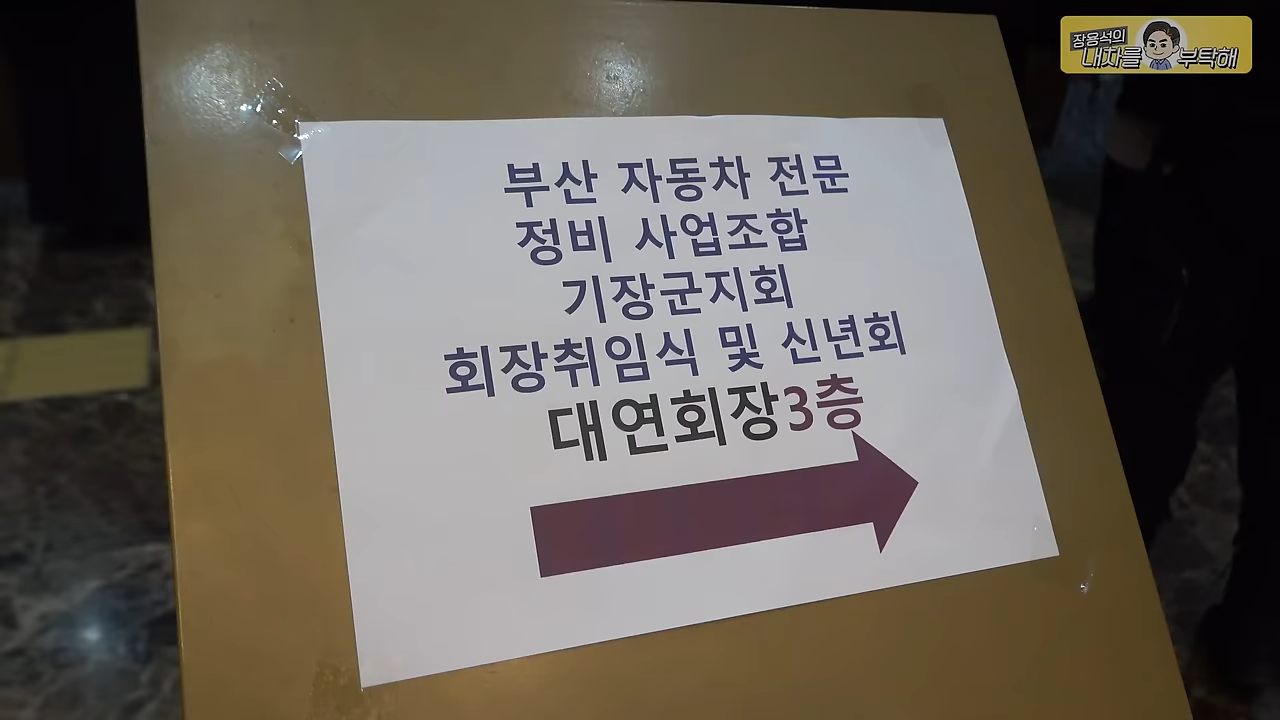 장용석의
내차를 부탁해
부산 자동차 전문
정비 사업조합
기장군지회
회장취임식 및 신년회
대연회장3층